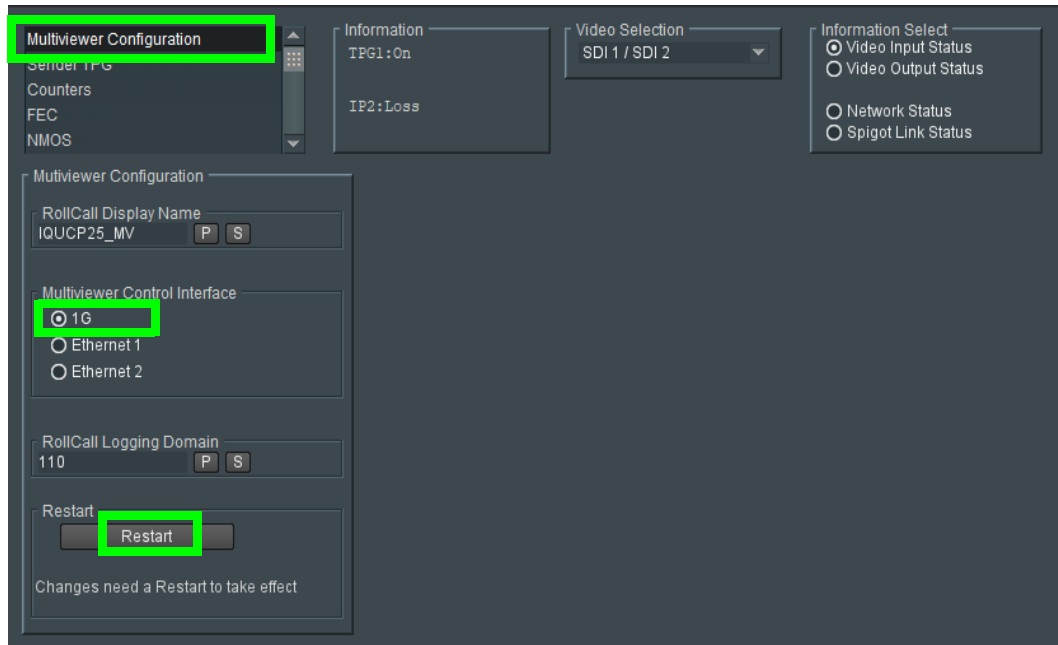 Multiviewer Configuration
Sender TPG
Counters
FEC
NMOS
Information
TPG1:On
IP2:Loss
Video Selection
SDI 1 / SDI 2
Information Select
Video Input Status
Video Output Status
Network Status
Spigot Link Status
Mutiviewer Configuration
RollCall Display Name
IQUCP25_MV P S
Multiviewer Control Interface
1G
Ethernet 1
Ethernet 2
RollCall Logging Domain
110 P S
Restart
Restart
Changes need a Restart to take effect